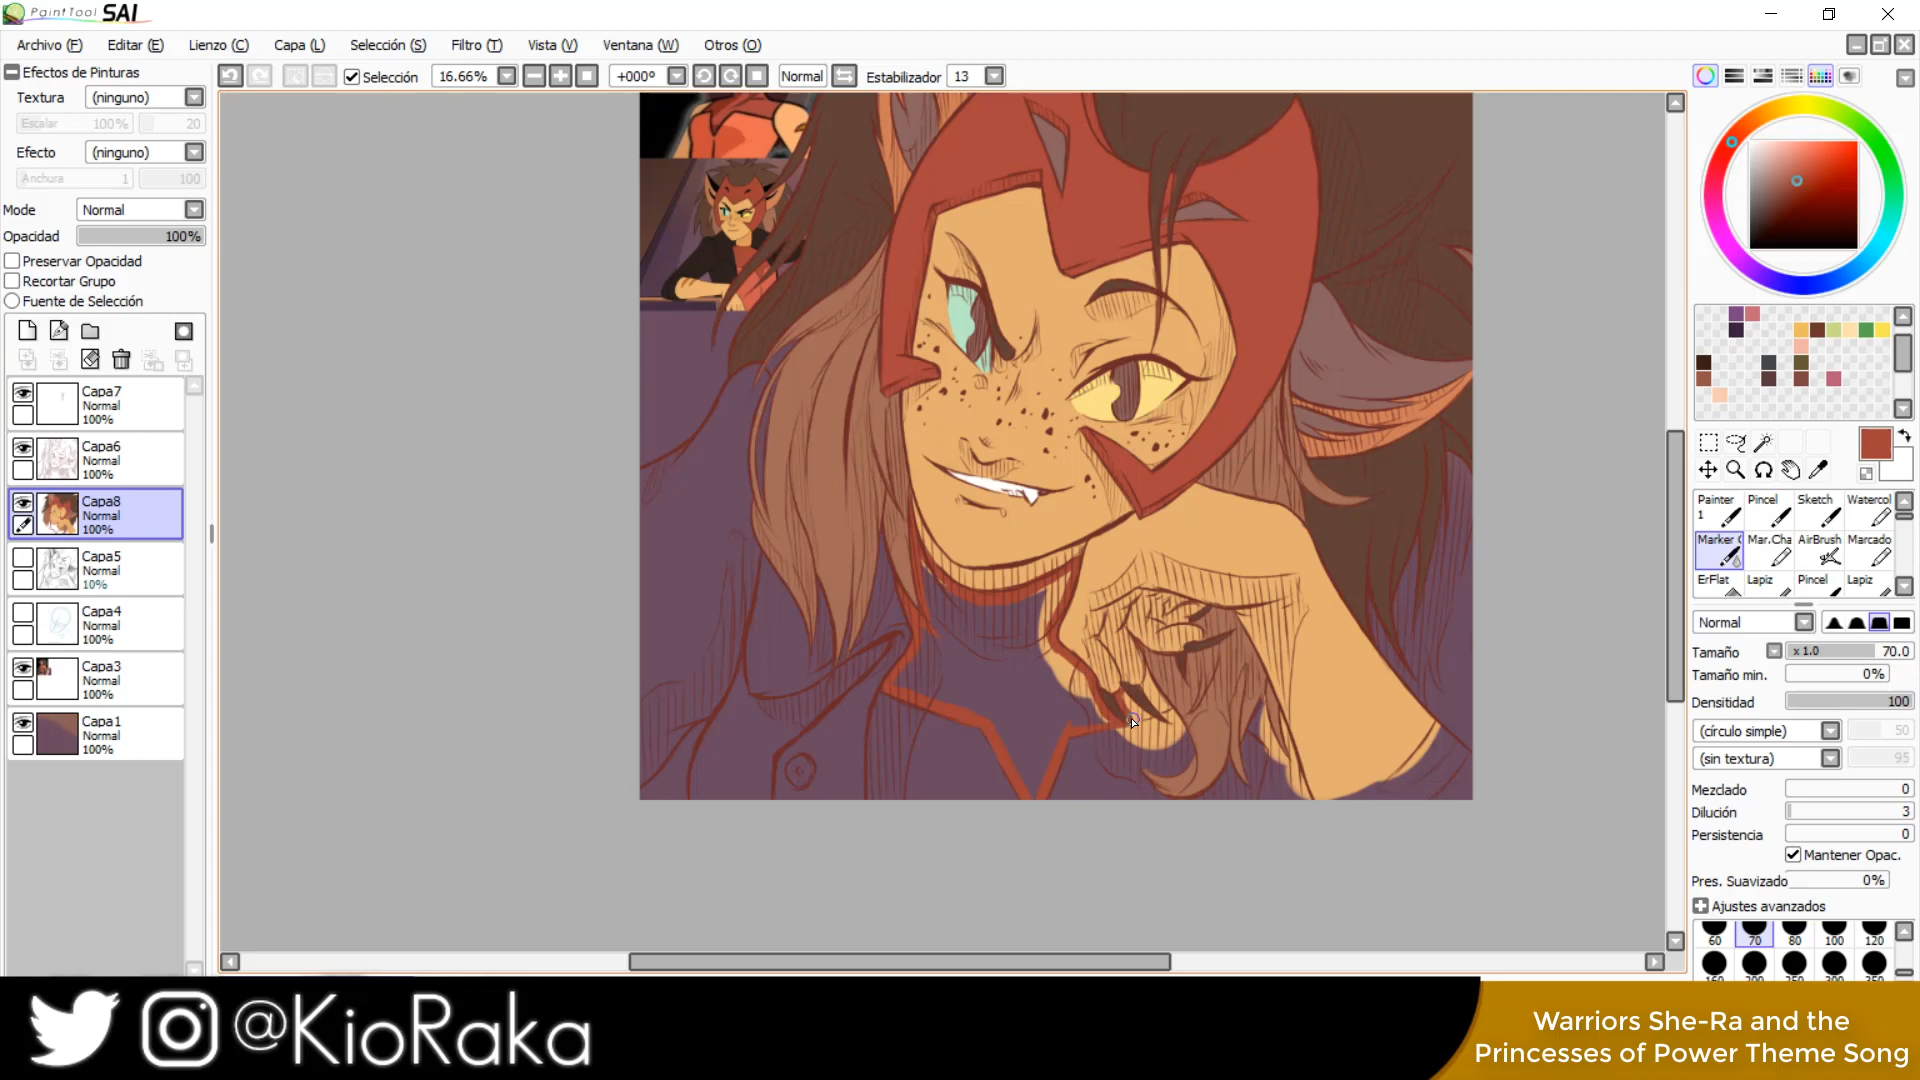 PaintTool SAI
Archivo (F) Editar (E) Lienzo (C) Capa (L) Selección (S) Filtro (T) Vista (V) Ventana (W) Otros (O)
Efectos de Pinturas
Selección 16.66% +000º Normal Estabilizador 13
Textura (ninguno)
Escalar 100% 20
Efecto (ninguno)
Anchura 1 100
Mode Normal
Opacidad 100%
Preservar Opacidad
Recortar Grupo
Fuente de Selección
Capa7
Normal
100%
Capa6
Normal
100%
Capa8
Normal
100%
Capa5
Normal
10%
Capa4
Normal
100%
Capa3
Normal
100%
Capa1
Normal
100%
Painter Pincel Sketch Watercol
1
Marker Mar.Cha AirBrush Marcado
ErFlat Lapiz Pincel Lapiz
Normal
Tamaño x 1.0 70.0
Tamaño min. 0%
Densitidad 100
(círculo simple) 50
(sin textura) 95
Mezclado 0
Dilución 3
Persistencia 0
Mantener Opac.
Pres. Suavizado 0%
Ajustes avanzados
60 70 80 100 120
@KioRaka
Warriors She-Ra and the
Princesses of Power Theme Song